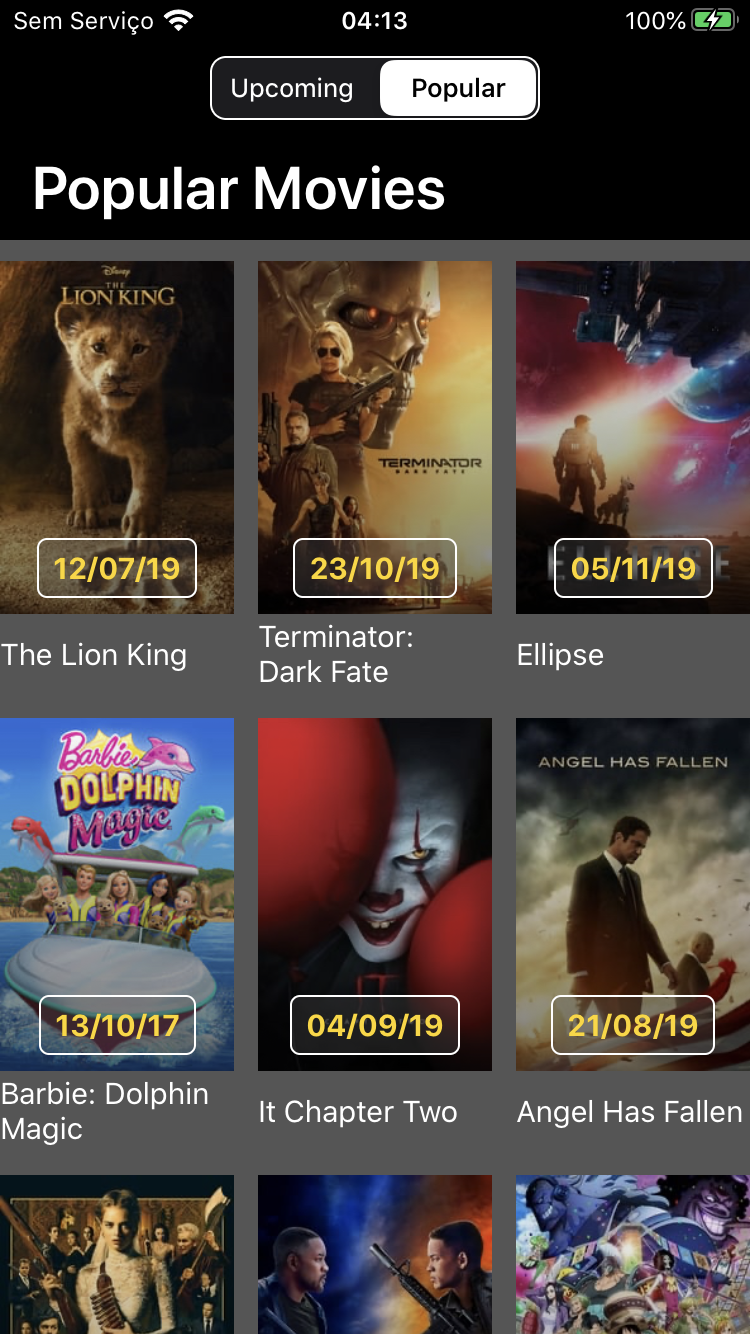 Sem Serviço 04:13 100%
Upcoming Popular
Popular Movies
Disney
THE
LION KING
12/07/19
The Lion King
TERMINATOR
DARK FATE
23/10/19
Terminator:
Dark Fate
ELLIPSE
05/11/19
Ellipse
Barbie
DOLPHIN
Magic
13/10/17
Barbie: Dolphin
Magic
IT
04/09/19
It Chapter Two
ANGEL HAS FALLEN
21/08/19
Angel Has Fallen